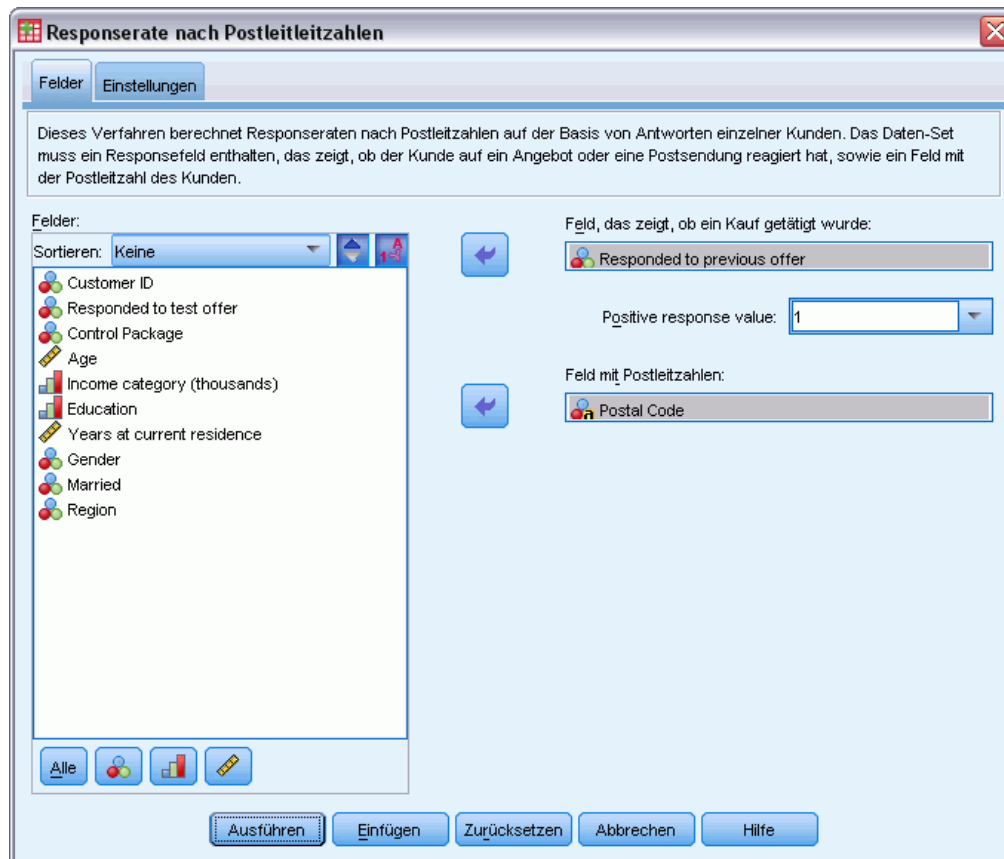 Responserate nach Postleitleitzahlen
Felder
Einstellungen
Dieses Verfahren berechnet Responseraten nach Postleitzahlen auf der Basis von Antworten einzelner Kunden. Das Daten-Set
muss ein Responsefeld enthalten, das zeigt, ob der Kunde auf ein Angebot oder eine Postsendung reagiert hat, sowie ein Feld mit
der Postleitzahl des Kunden.
Felder:
Sortieren: Keine
Customer ID
Responded to test offer
Control Package
Age
Income category (thousands)
Education
Years at current residence
Gender
Married
Region
Alle
Feld, das zeigt, ob ein Kauf getätigt wurde:
Responded to previous offer
Positive response value: 1
Feld mit Postleitzahlen:
Postal Code
Ausführen Einfügen Zurücksetzen Abbrechen Hilfe